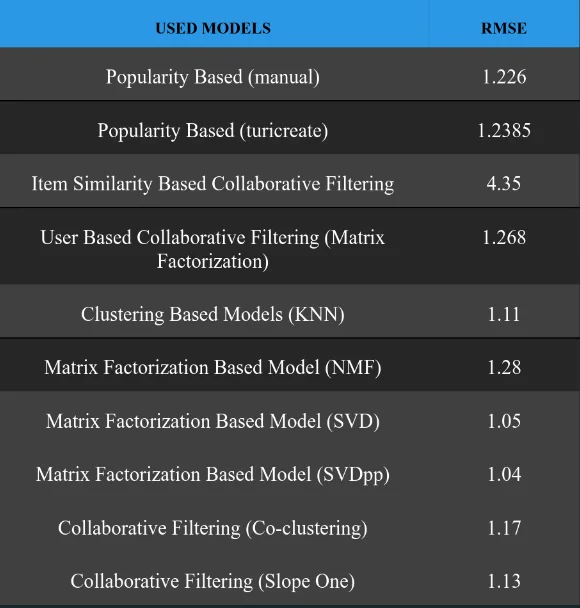 USED MODELS RMSE
Popularity Based (manual) 1.226
Popularity Based (turicreate) 1.2385
Item Similarity Based Collaborative Filtering 4.35
User Based Collaborative Filtering (Matrix 1.268
Factorization)
Clustering Based Models (KNN) 1.11
Matrix Factorization Based Model (NMF) 1.28
Matrix Factorization Based Model (SVD) 1.05
Matrix Factorization Based Model (SVDpp) 1.04
Collaborative Filtering (Co-clustering) 1.17
Collaborative Filtering (Slope One) 1.13